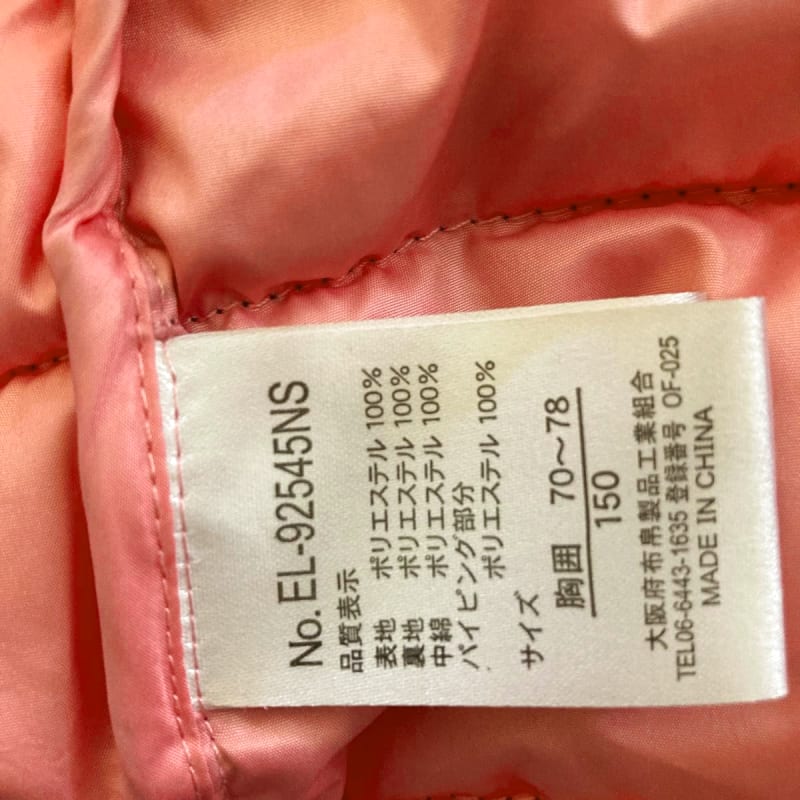 No. EL-92545NS
品質表示
表地 ポリエステル 100%
裏地 ポリエステル 100%
中綿 ポリエステル 100%
パイピング部分
ポリエステル 100%
サイズ
胸囲 70～78
150
大阪府布帛製品工業組合
TEL06-6443-1635 登録番号 OF-025
MADE IN CHINA